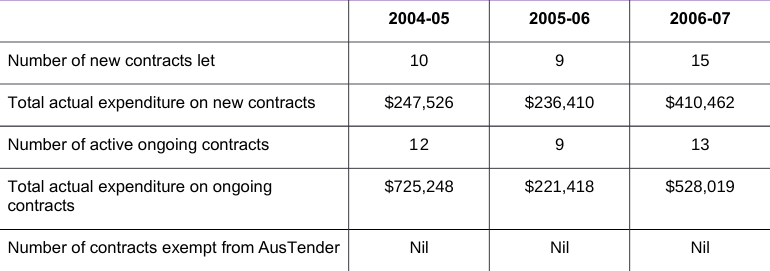 2004-05 2005-06 2006-07
Number of new contracts let 10 9 15
Total actual expenditure on new contracts $247,526 $236,410 $410,462
Number of active ongoing contracts 12 9 13
Total actual expenditure on ongoing $725,248 $221,418 $528,019
contracts
Number of contracts exempt from AusTender Nil Nil Nil